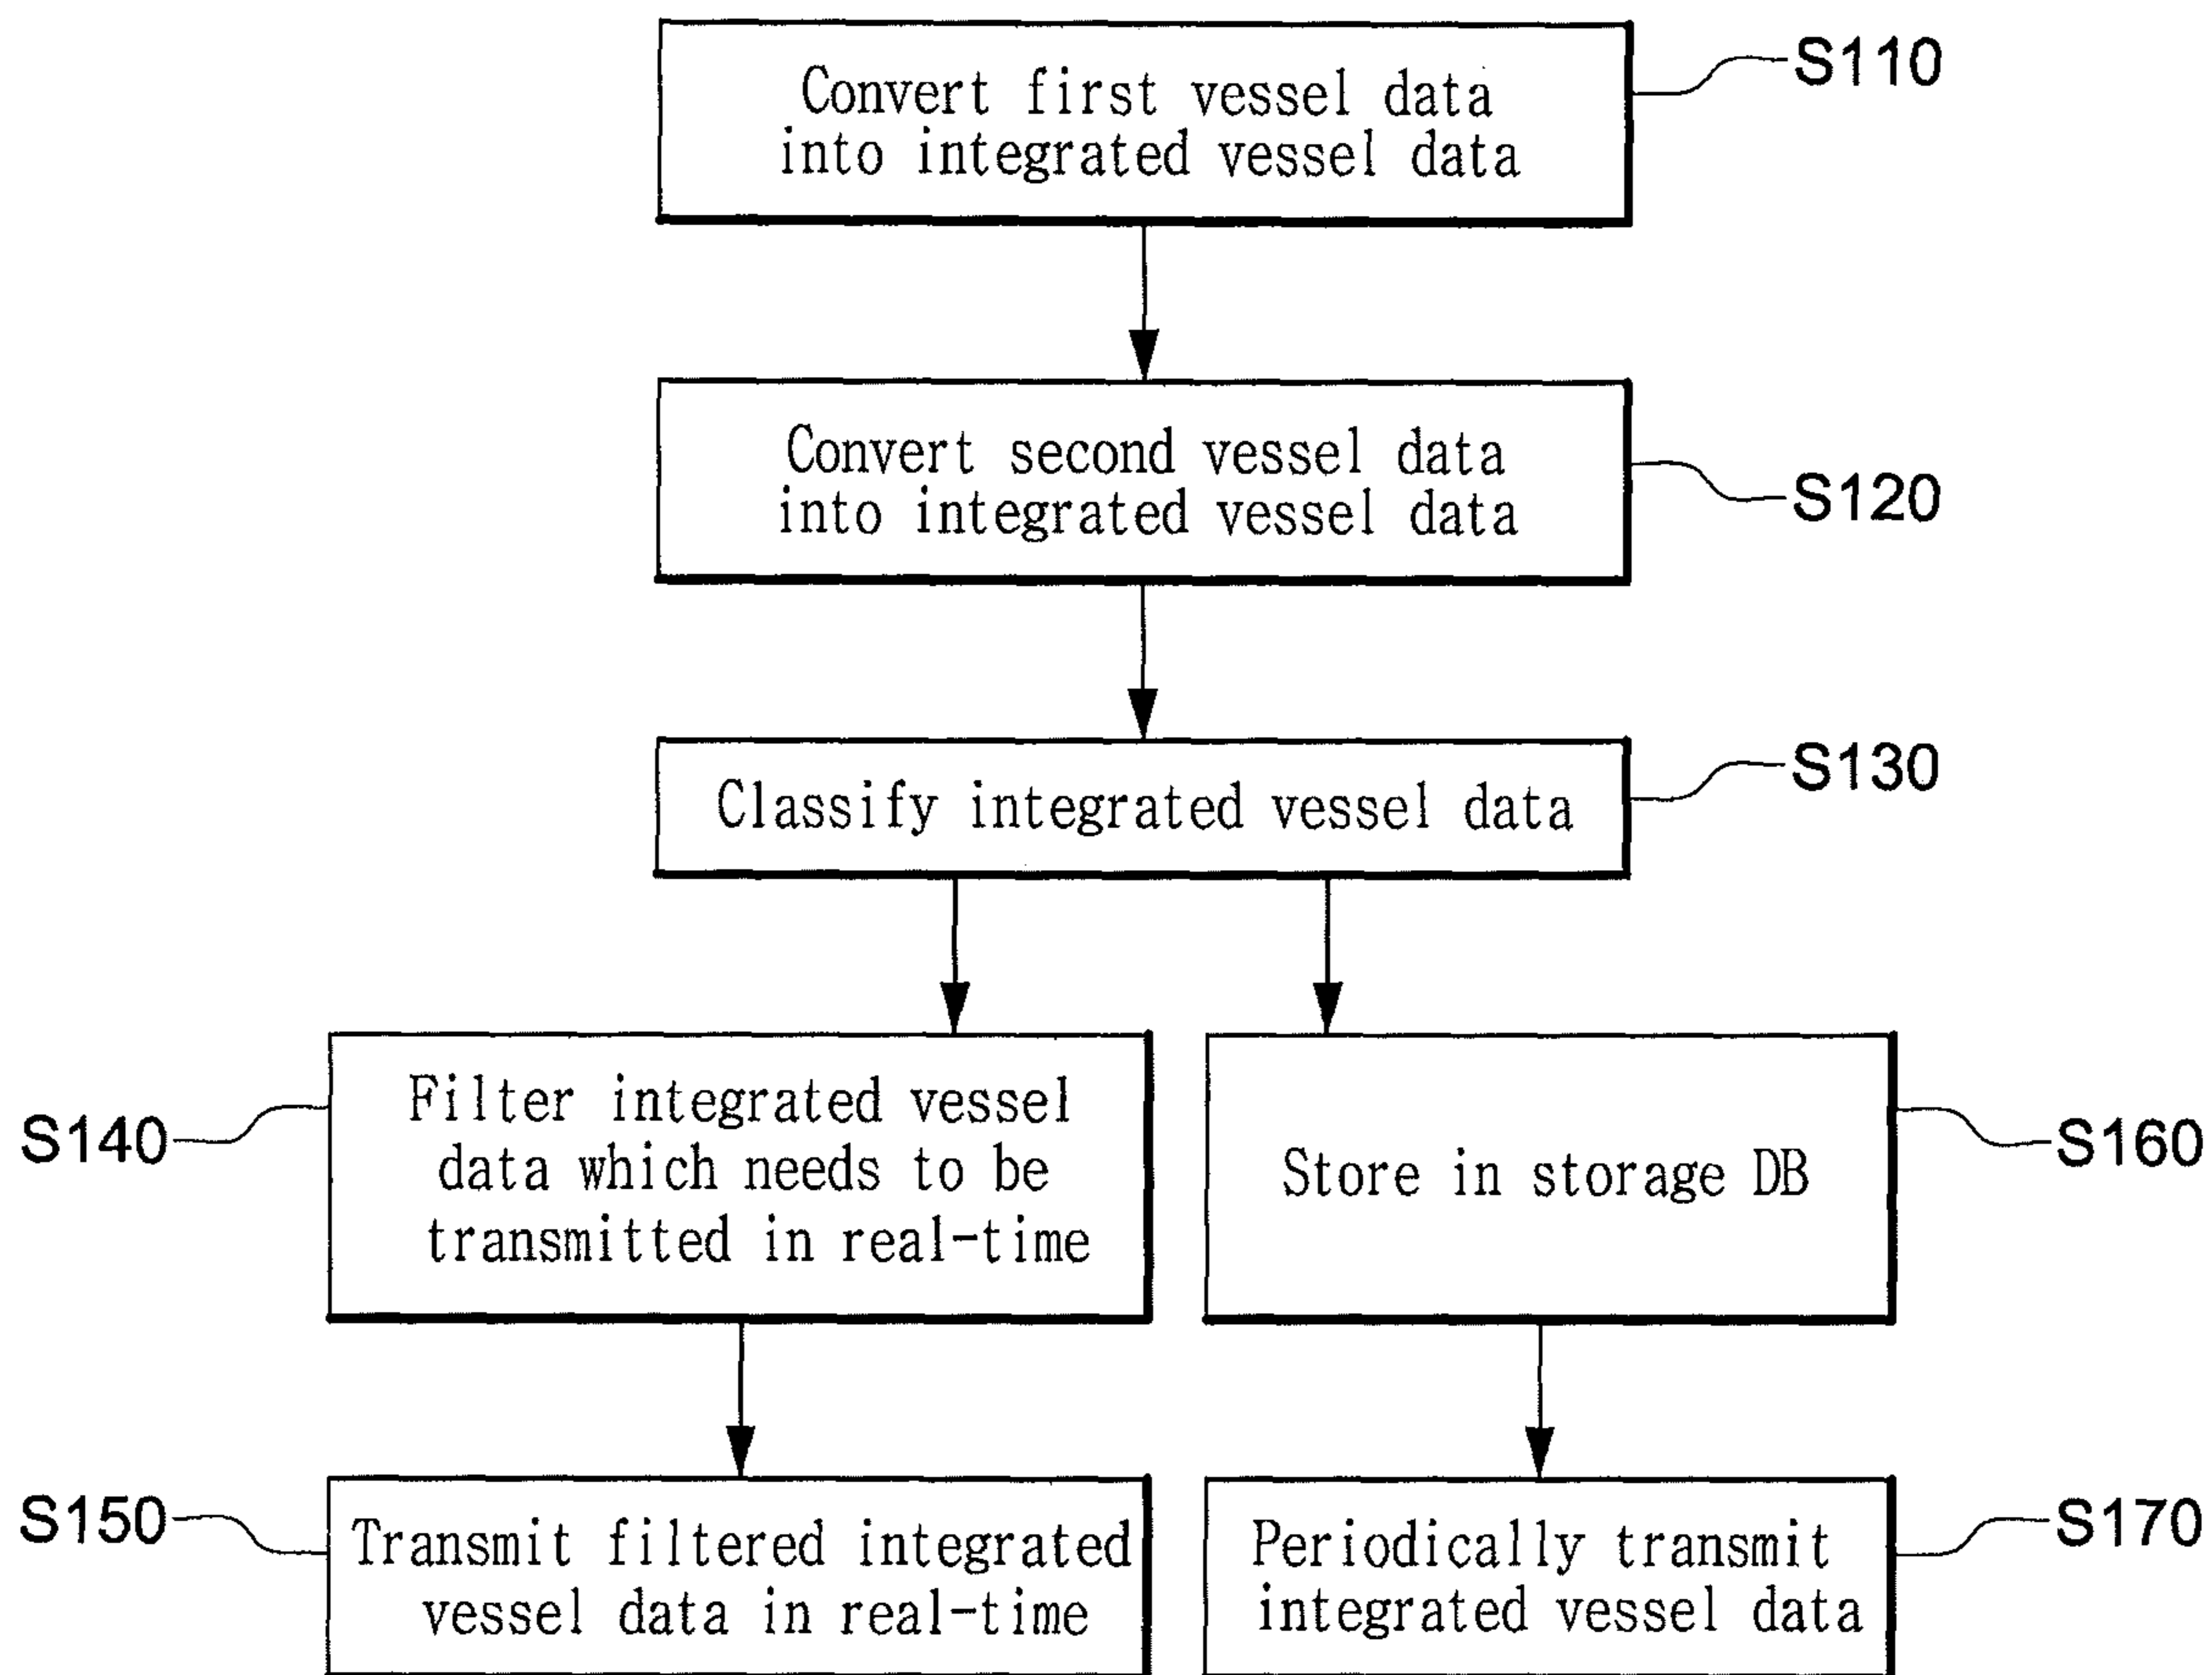 Convert first vessel data
into integrated vessel data
S110
Convert second vessel data
into integrated vessel data
S120
Classify integrated vessel data
S130
S140
Filter integrated vessel
data which needs to be
transmitted in real-time
Store in storage DB
S160
S150
Transmit filtered integrated
vessel data in real-time
Periodically transmit
integrated vessel data
S170